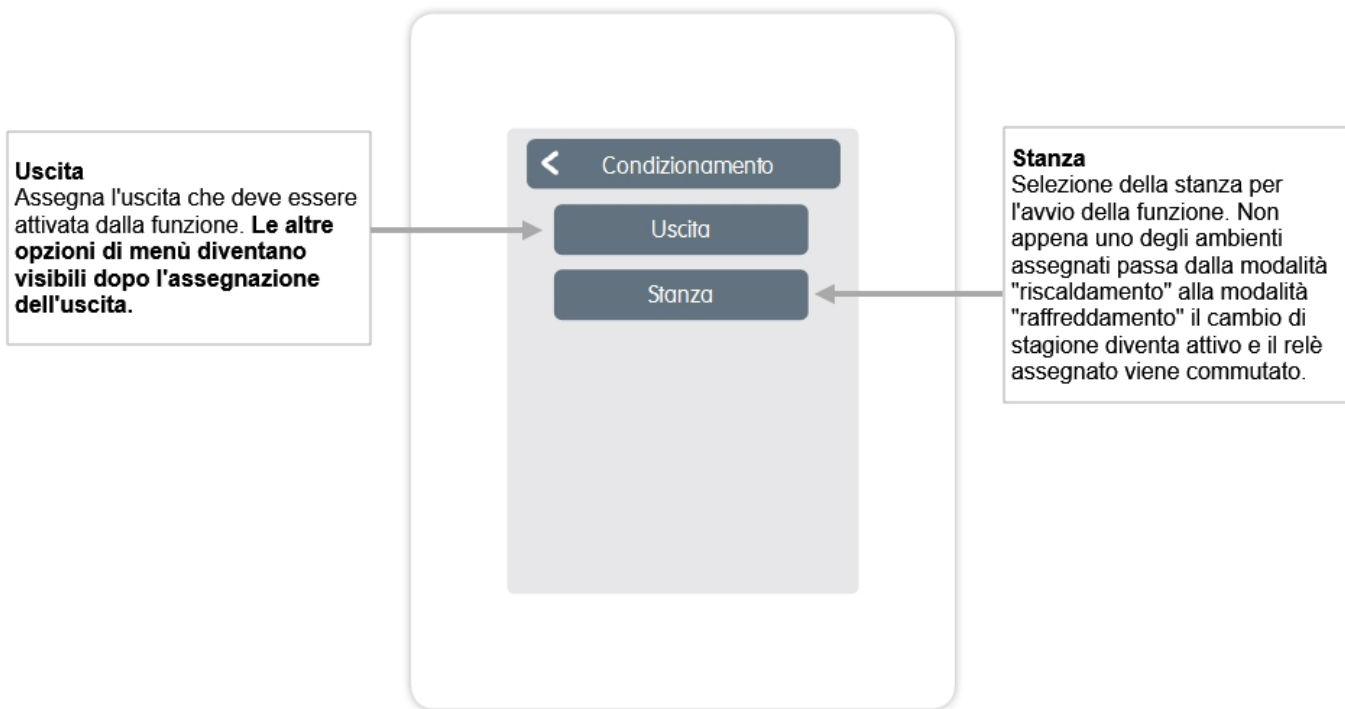 Uscita
Assegna l'uscita che deve essere
attivata dalla funzione. Le altre
opzioni di menù diventano
visibili dopo l'assegnazione
dell'uscita.
Condizionamento
Uscita
Stanza
Stanza
Selezione della stanza per
l'avvio della funzione. Non
appena uno degli ambienti
assegnati passa dalla modalità
"riscaldamento" alla modalità
"raffreddamento" il cambio di
stagione diventa attivo e il relè
assegnato viene commutato.